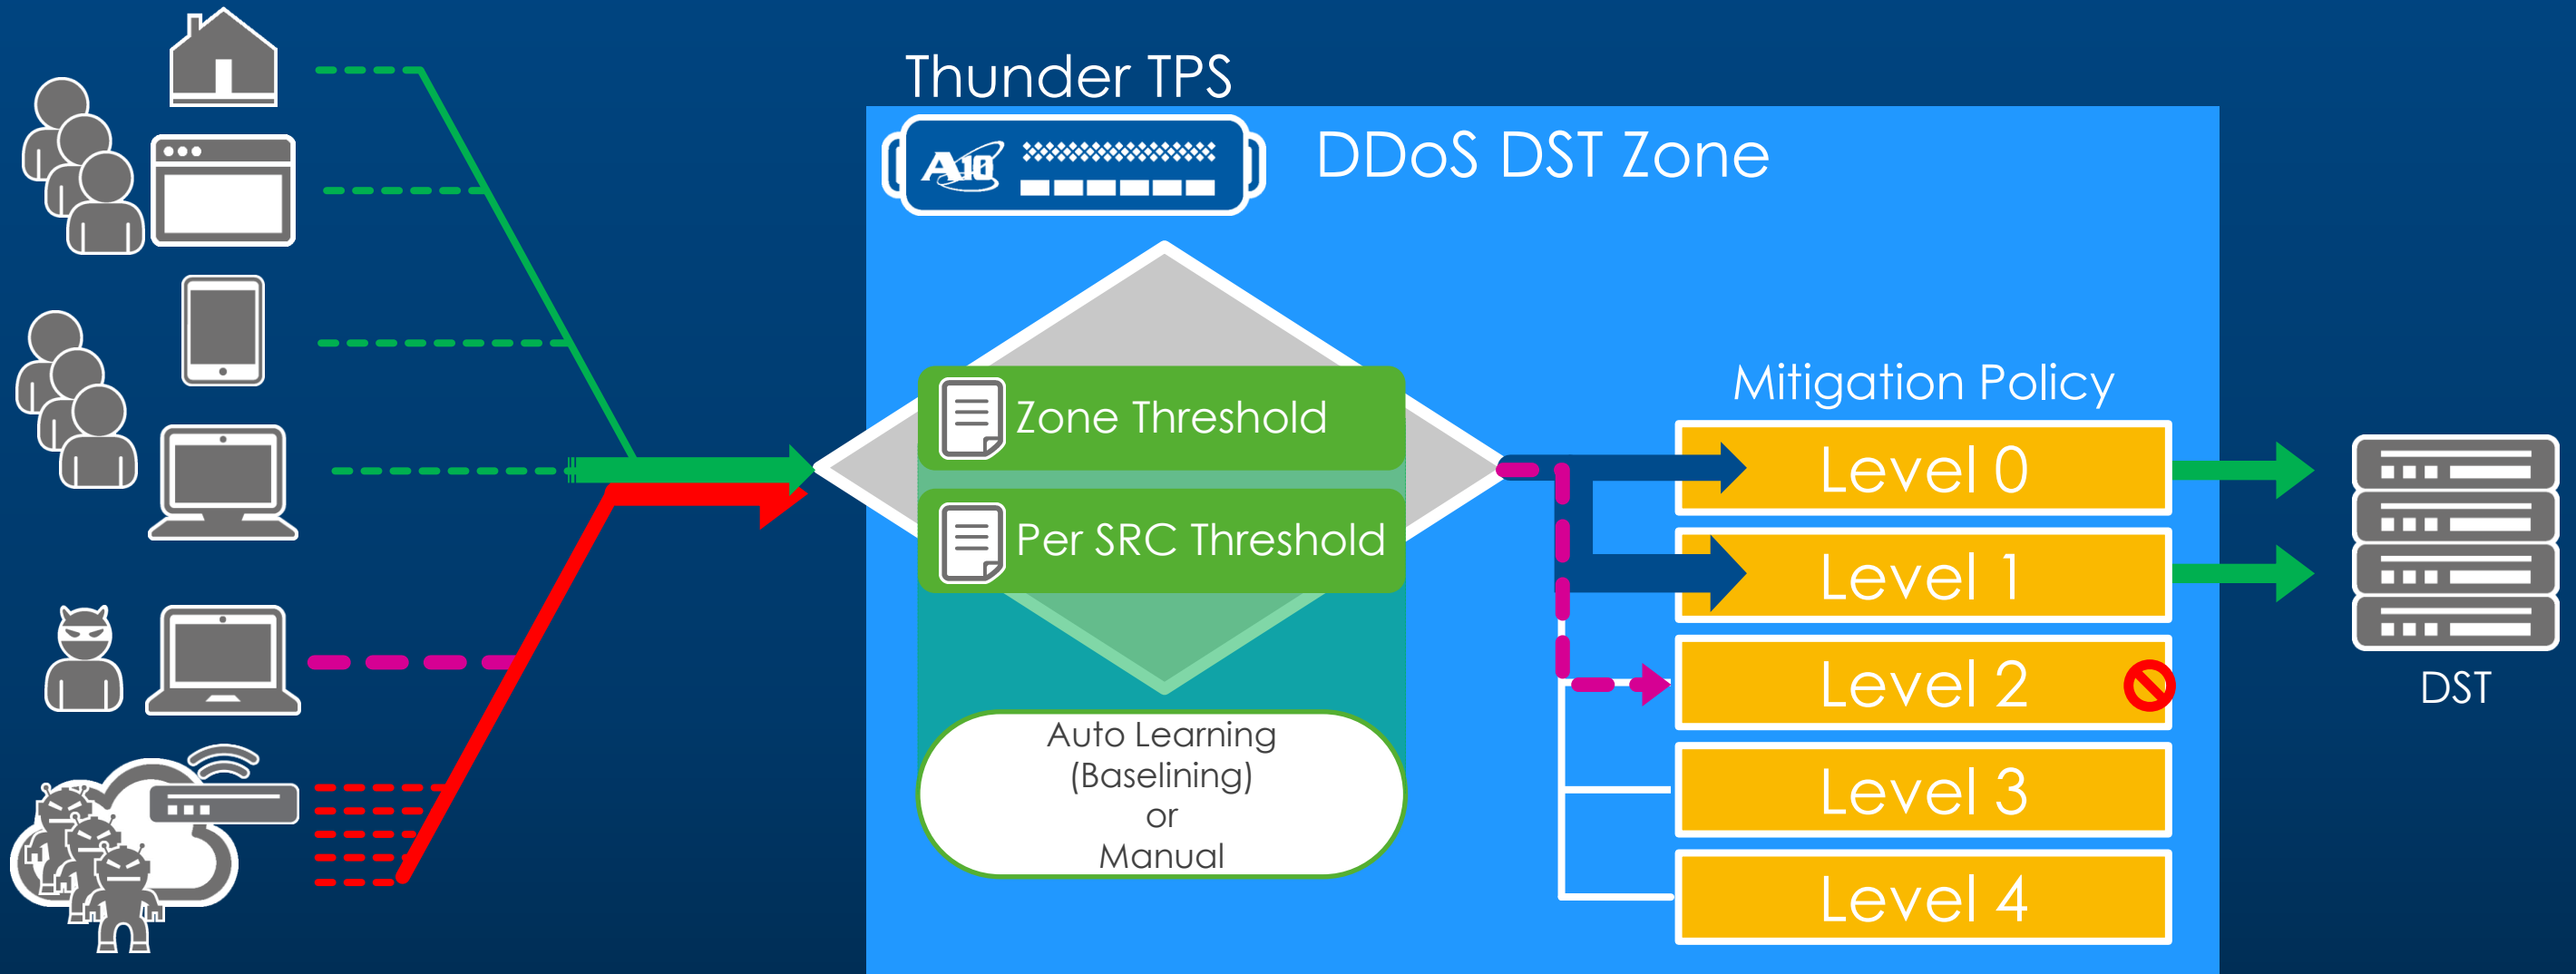 Thunder TPS
A10
DDoS DST Zone
Zone Threshold
Per SRC Threshold
Auto Learning
(Baselining)
or
Manual
Mitigation Policy
Level 0
Level 1
Level 2
Level 3
Level 4
DST